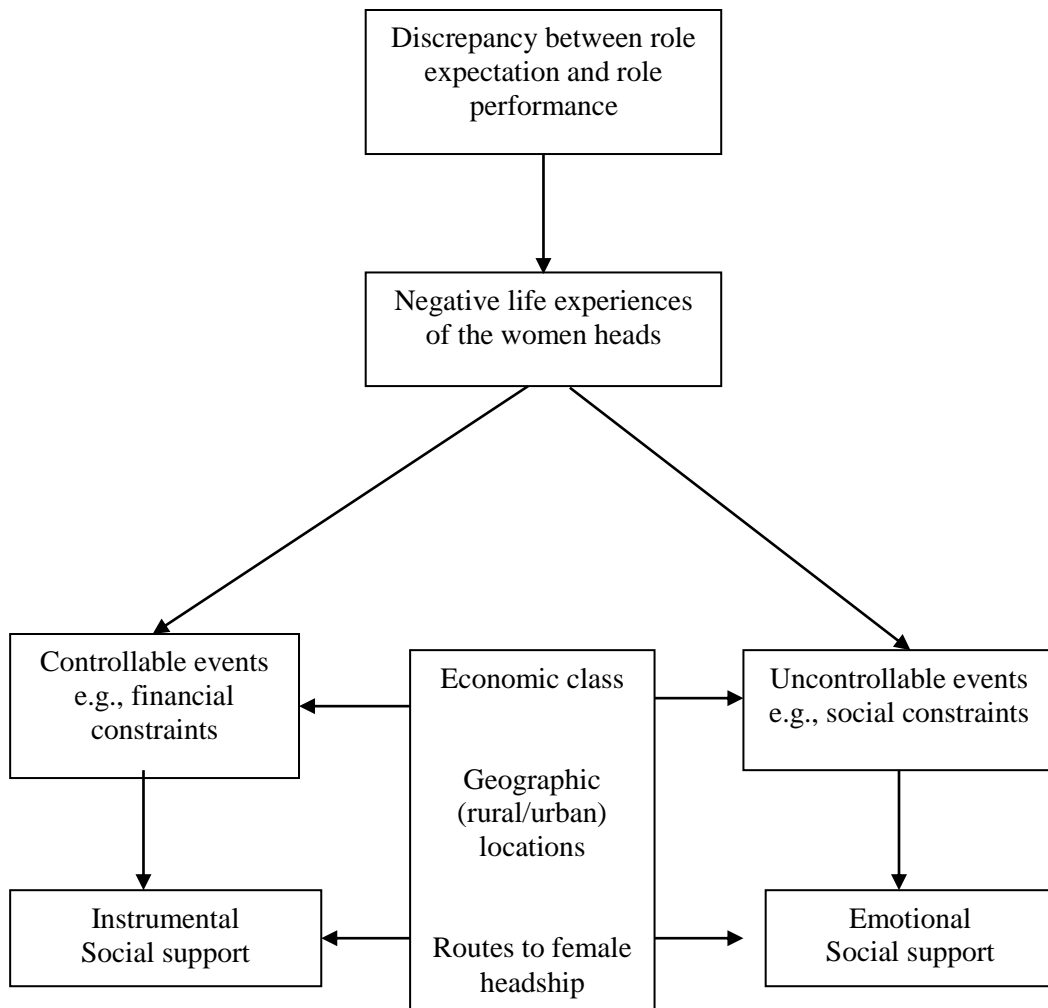 Discrepancy between role
expectation and role
performance
Negative life experiences
of the women heads
Controllable events
e.g., financial
constraints
Economic class
Geographic
(rural/urban)
locations
Routes to female
headship
Uncontrollable events
e.g., social constraints
Instrumental
Social support
Emotional
Social support